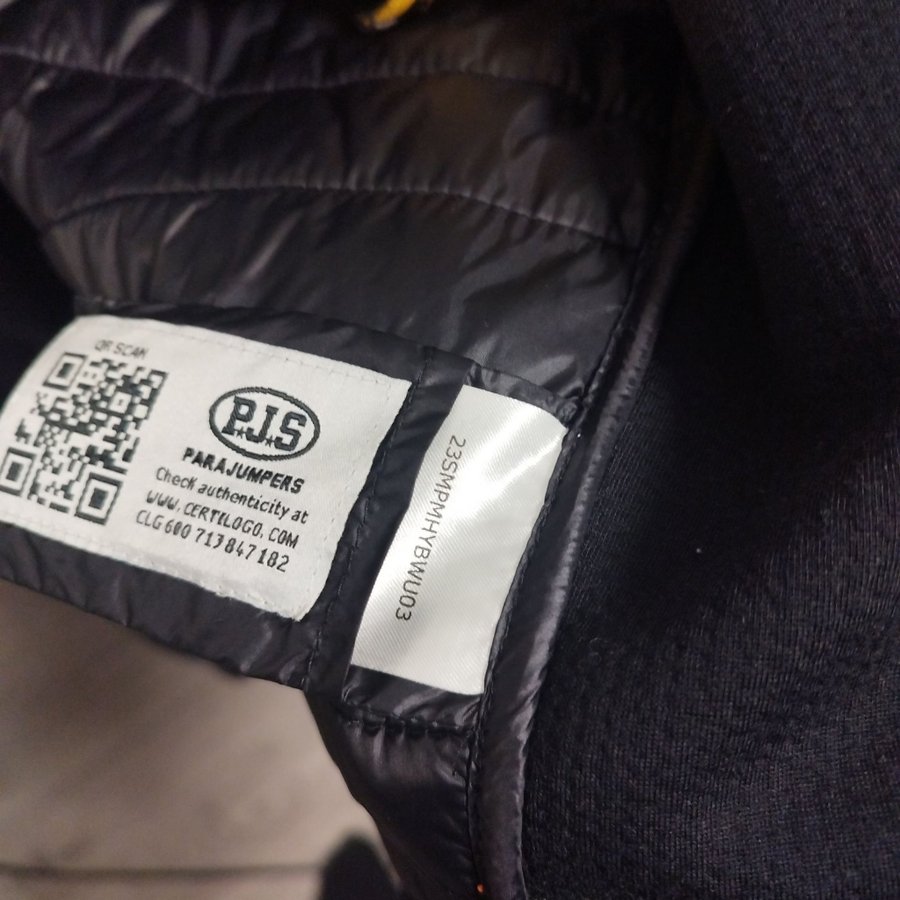 QR SCAN
P.J.S
PARAJUMPERS
Check authenticity at
WWW.CERTILOGO.COM
CLG 600 713 847 182
23SMPMHYBWU03